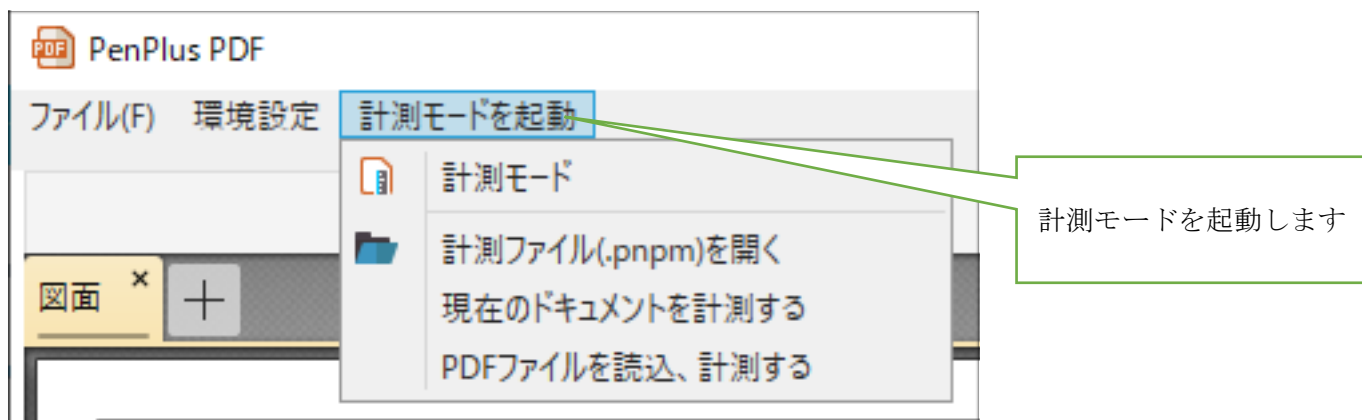 PDF PenPlus PDF
ファイル(F) 環境設定 計測モードを起動
計測モード
計測モードを起動します
計測ファイル(.pnpm)を開く
図面 × +
現在のドキュメントを計測する
PDFファイルを読込、計測する